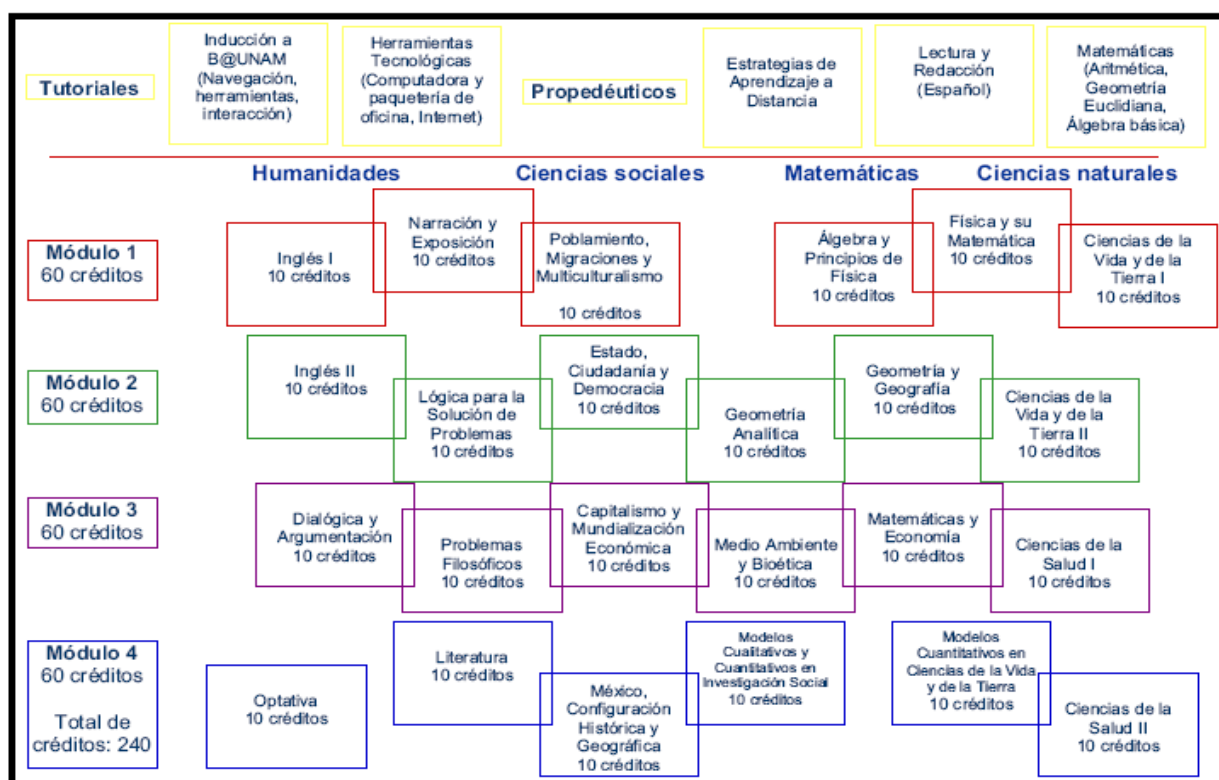 Tutoriales
Inducción a
B@UNAM
(Navegación,
herramientas,
interacción)
Herramientas
Tecnológicas
(Computadora y
paquetería de
oficina, Internet)
Propedéuticos
Estrategias de
Aprendizaje a
Distancia
Lectura y
Redacción
(Español)
Matemáticas
(Aritmética,
Geometría
Euclidiana,
Álgebra básica)
Humanidades
Ciencias sociales
Matemáticas
Ciencias naturales
Módulo 1
60 créditos
Inglés I
10 créditos
Narración y
Exposición
10 créditos
Poblamiento,
Migraciones y
Multiculturalismo
10 créditos
Álgebra y
Principios de
Física
10 créditos
Física y su
Matemática
10 créditos
Ciencias de la
Vida y de la
Tierra I
10 créditos
Módulo 2
60 créditos
Inglés II
10 créditos
Lógica para la
Solución de
Problemas
10 créditos
Estado,
Ciudadanía y
Democracia
10 créditos
Geometría
Analítica
10 créditos
Geometría y
Geografía
10 créditos
Ciencias de la
Vida y de la
Tierra II
10 créditos
Módulo 3
60 créditos
Dialógica y
Argumentación
10 créditos
Problemas
Filosóficos
10 créditos
Capitalismo y
Mundialización
Económica
10 créditos
Medio Ambiente
y Bioética
10 créditos
Matemáticas y
Economía
10 créditos
Ciencias de la
Salud I
10 créditos
Módulo 4
60 créditos
Total de
créditos: 240
Optativa
10 créditos
Literatura
10 créditos
México,
Configuración
Histórica y
Geográfica
10 créditos
Modelos
Cualitativos y
Cuantitativos en
Investigación Social
10 créditos
Modelos
Cuantitativos en
Ciencias de la Vida
y de la Tierra
10 créditos
Ciencias de la
Salud II
10 créditos